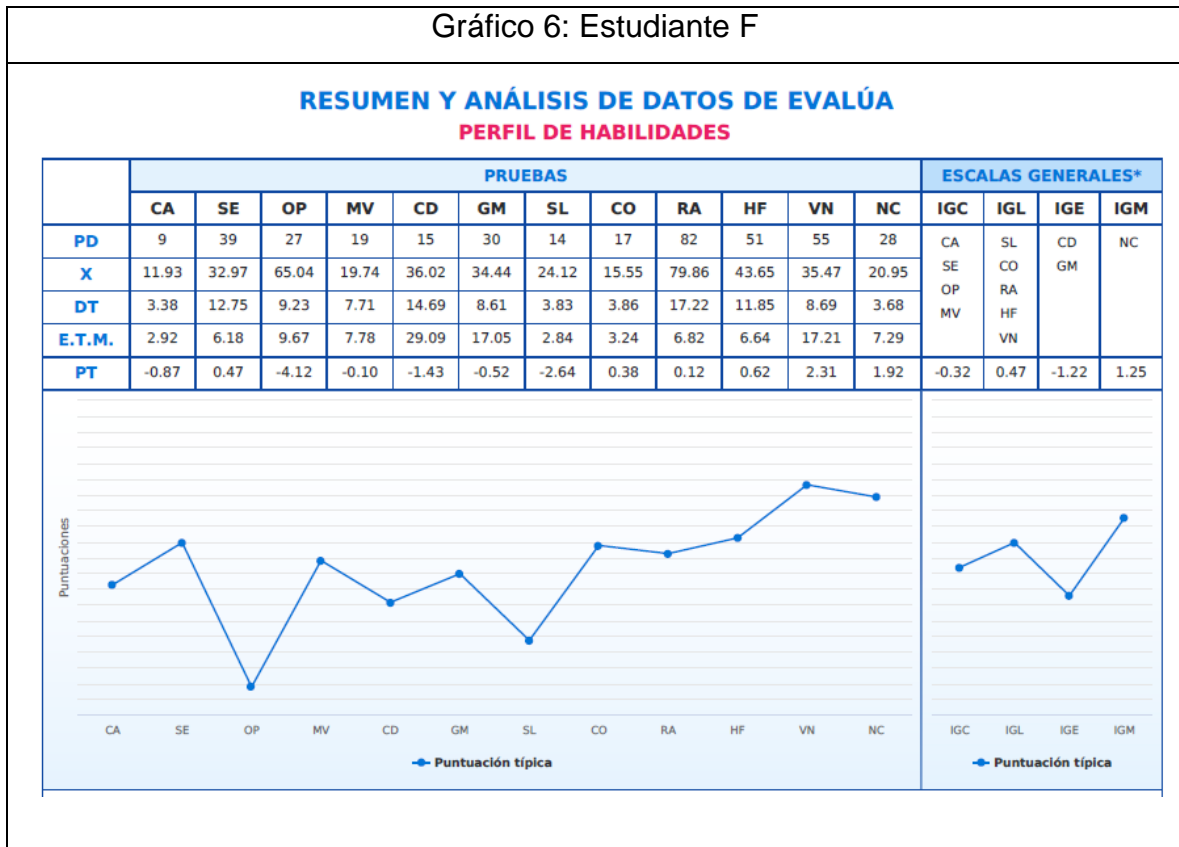 Gráfico 6: Estudiante F
RESUMEN Y ANÁLISIS DE DATOS DE EVALÚA
PERFIL DE HABILIDADES
PRUEBAS ESCALAS GENERALES*
CA SE OP MV CD GM SL CO RA HF VN NC IGC IGL IGE IGM
PD 9 39 27 19 15 30 14 17 82 51 55 28 CA SL CD NC
X 11.93 32.97 65.04 19.74 36.02 34.44 24.12 15.55 79.86 43.65 35.47 20.95 SE CO GM
DT 3.38 12.75 9.23 7.71 14.69 8.61 3.83 3.86 17.22 11.85 8.69 3.68 OP RA
E.T.M. 2.92 6.18 9.67 7.78 29.09 17.05 2.84 3.24 6.82 6.64 17.21 7.29 MV HF
VN
PT -0.87 0.47 -4.12 -0.10 -1.43 -0.52 -2.64 0.38 0.12 0.62 2.31 1.92 -0.32 0.47 -1.22 1.25
Puntuaciones
CA SE OP MV CD GM SL CO RA HF VN NC IGC IGL IGE IGM
Puntuación típica Puntuación típica